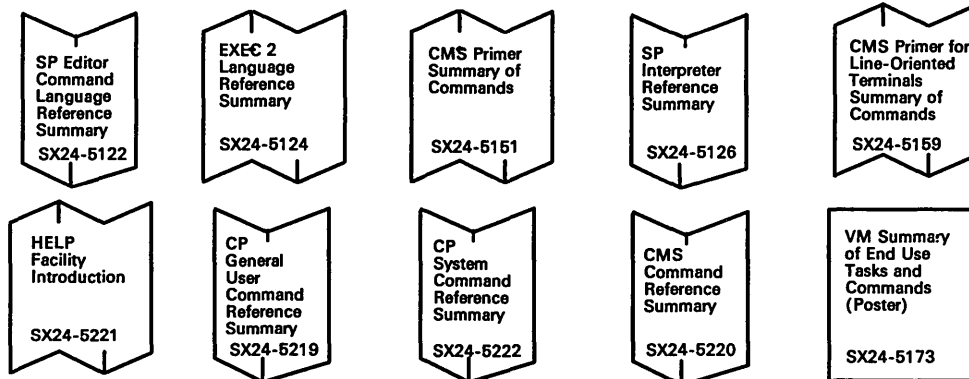 SP Editor
Command
Language
Reference
Summary
SX24-5122
EXEC 2
Language
Reference
Summary
SX24-5124
CMS Primer
Summary of
Commands
SX24-5151
SP
Interpreter
Reference
Summary
SX24-5126
CMS Primer for
Line-Oriented
Terminals
Summary of
Commands
SX24-5159
HELP
Facility
Introduction
SX24-5221
CP
General
User
Command
Reference
Summary
SX24-5219
CP
System
Command
Reference
Summary
SX24-5222
CMS
Command
Reference
Summary
SX24-5220
VM Summary
of End Use
Tasks and
Commands
(Poster)
SX24-5173